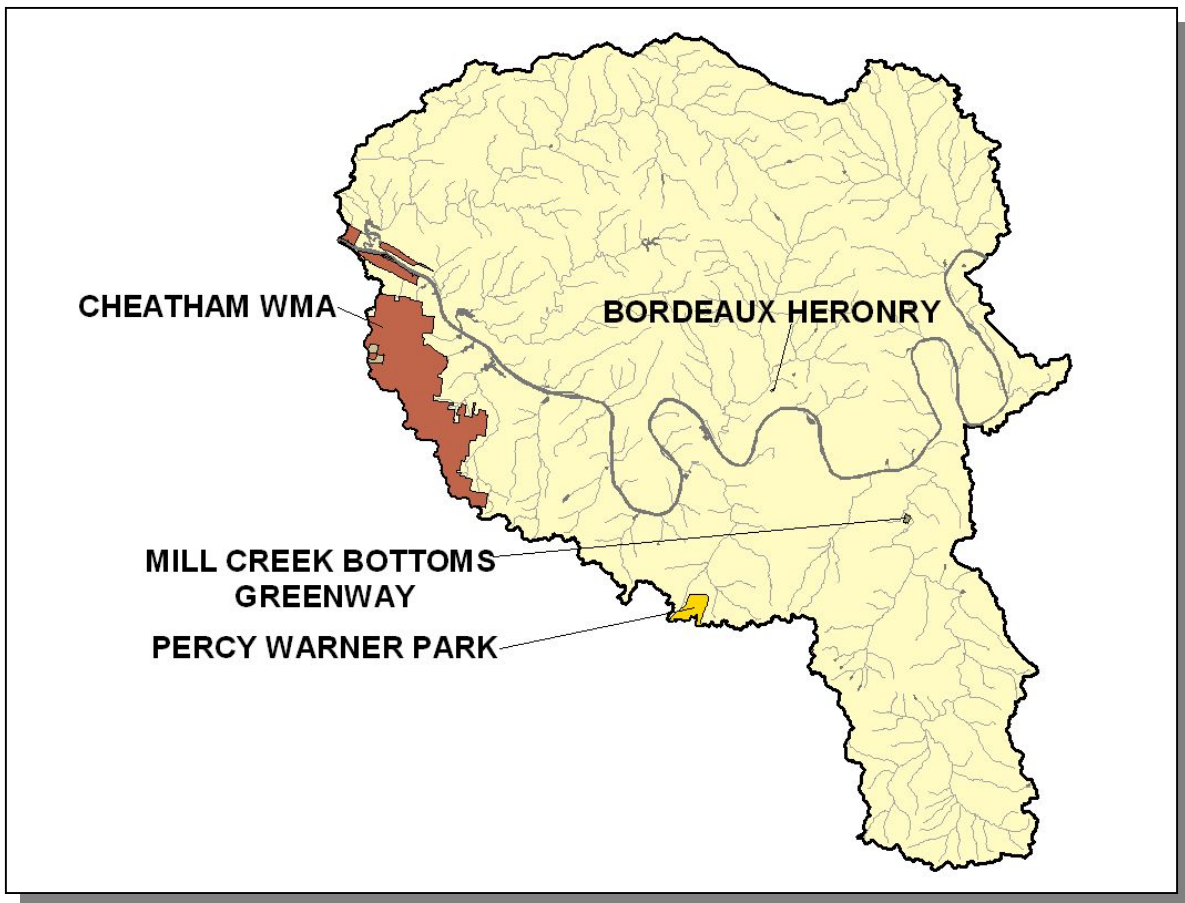 CHEATHAM WMA
BORDEAUX HERONRY
MILL CREEK BOTTOMS
GREENWAY
PERCY WARNER PARK